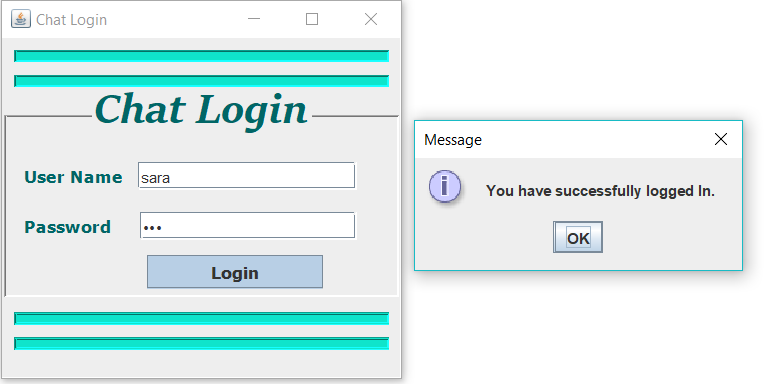 Chat Login
Chat Login
User Name sara
Password •••
Login
Message
You have successfully logged In.
OK